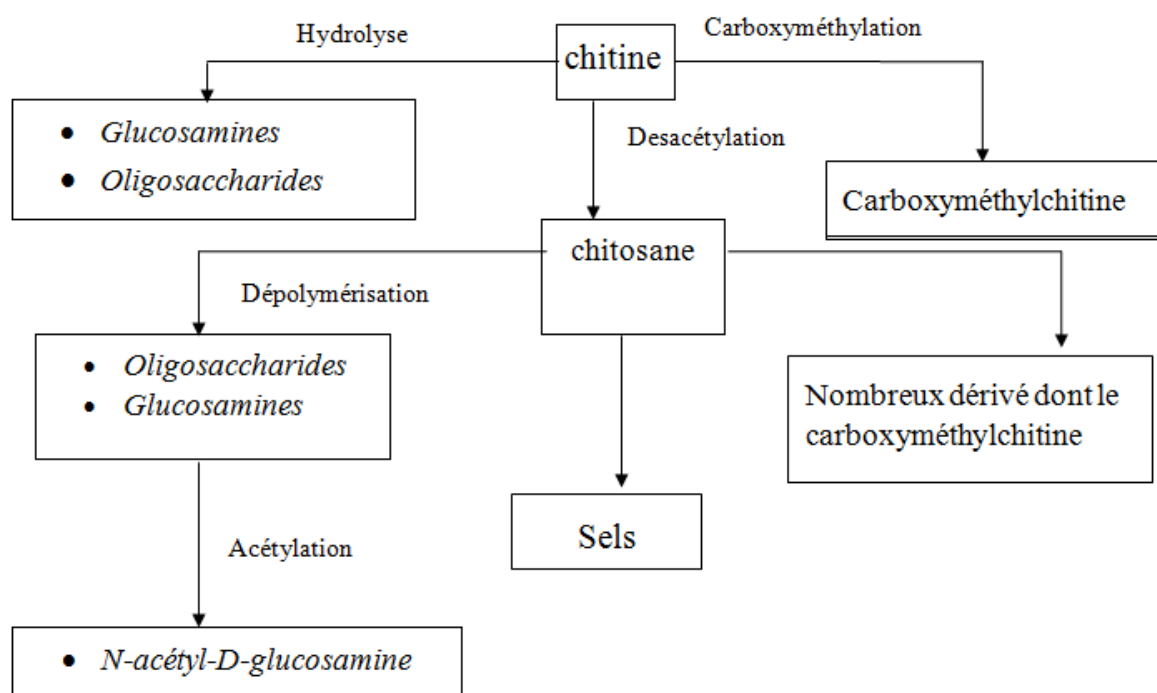 Hydrolyse
chitine
Carboxyméthylation
• Glucosamines
• Oligosaccharides
Desacétylation
Carboxyméthylchitine
chitosane
Dépolymérisation
• Oligosaccharides
• Glucosamines
Nombreux dérivé dont le
carboxyméthylchitine
Sels
Acétylation
• N-acétyl-D-glucosamine